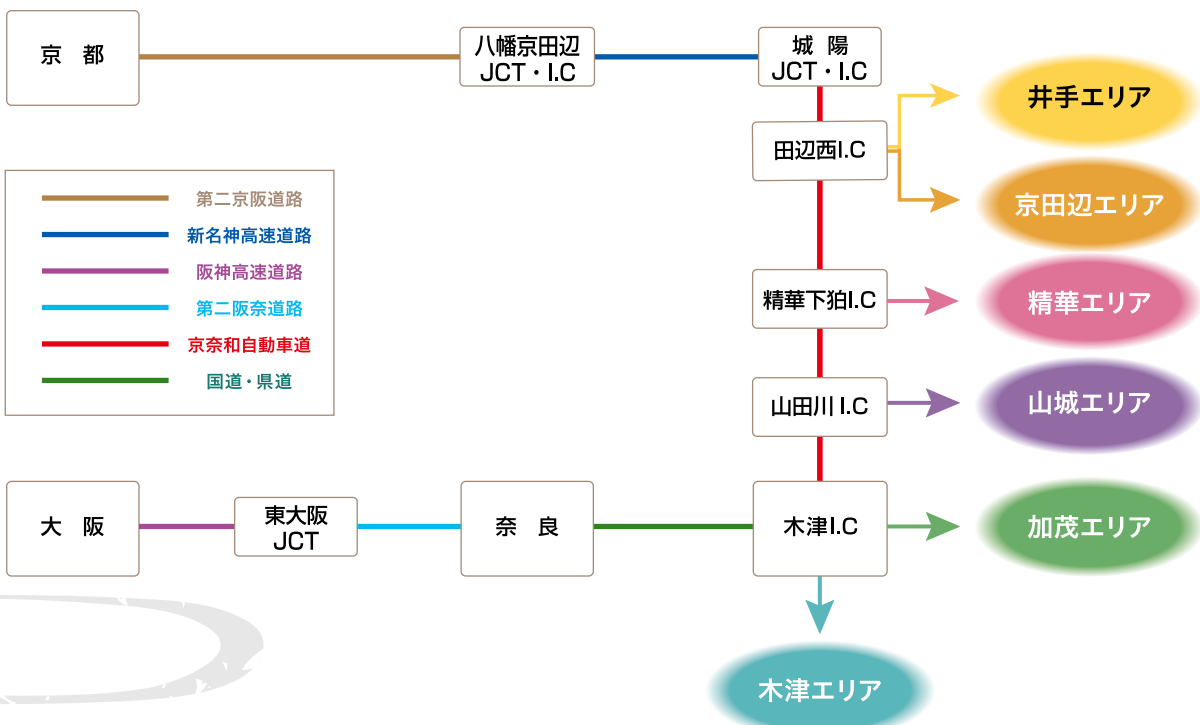 京 都
八幡京田辺
JCT・I.C
城 陽
JCT・I.C
井手エリア
田辺西I.C
京田辺エリア
第二京阪道路
新名神高速道路
阪神高速道路
第二阪奈道路
京奈和自動車道
国道・県道
精華下狛I.C
精華エリア
山田川I.C
山城エリア
大 阪
東大阪
JCT
奈 良
木津I.C
加茂エリア
木津エリア